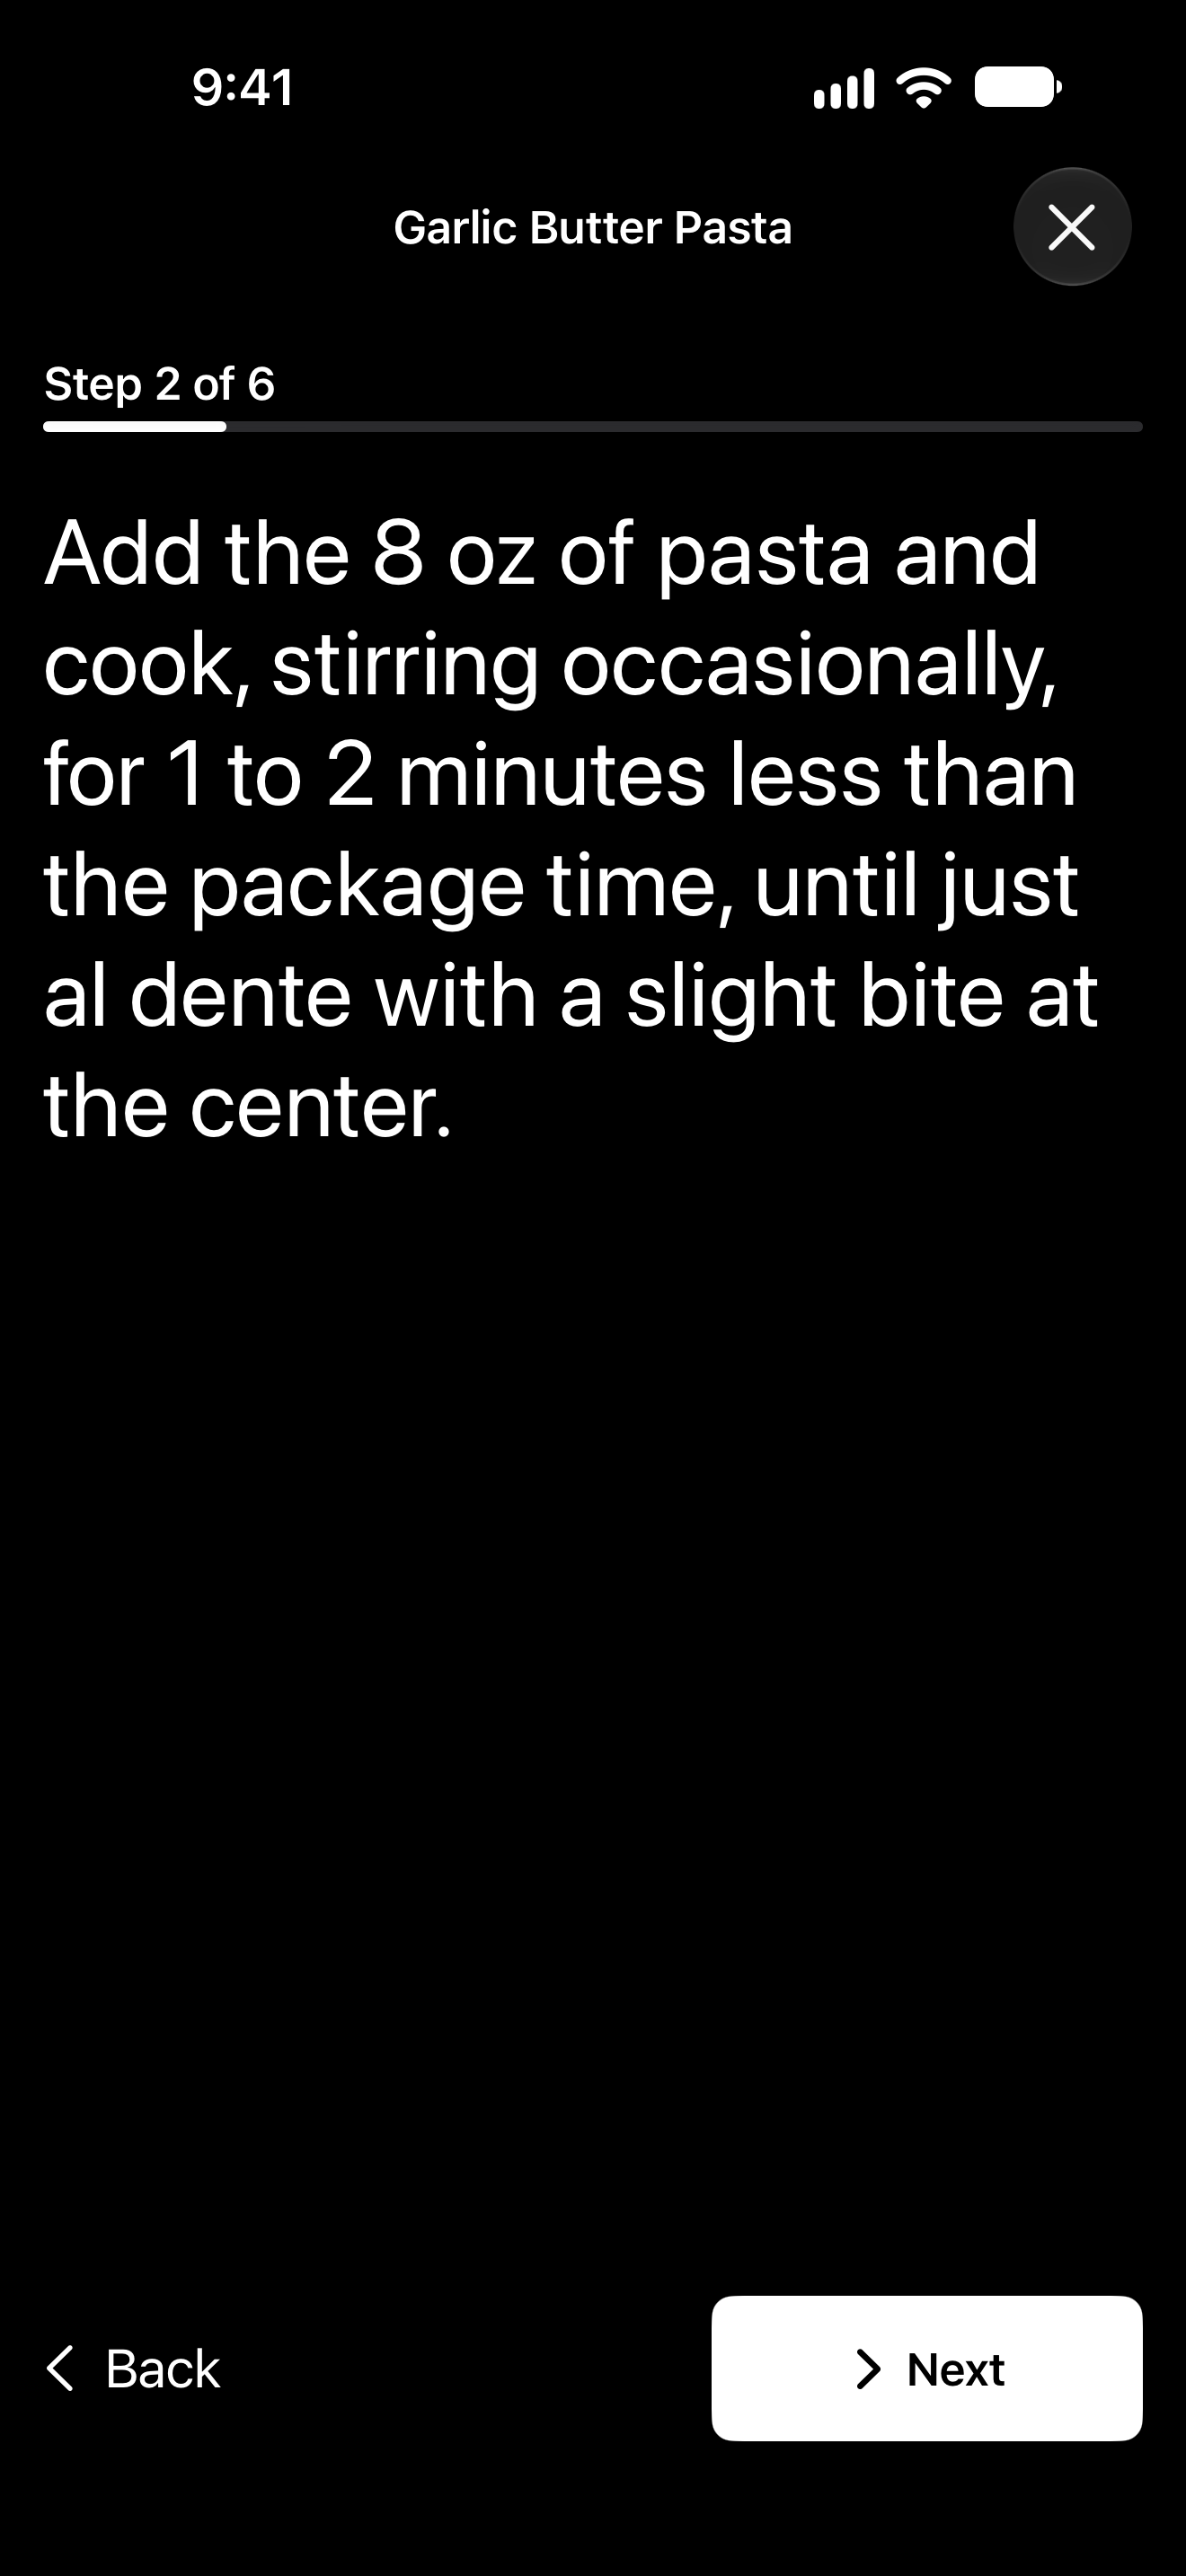 9:41
Garlic Butter Pasta
Step 2 of 6
Add the 8 oz of pasta and
cook, stirring occasionally,
for 1 to 2 minutes less than
the package time, until just
al dente with a slight bite at
the center.
Back
Next